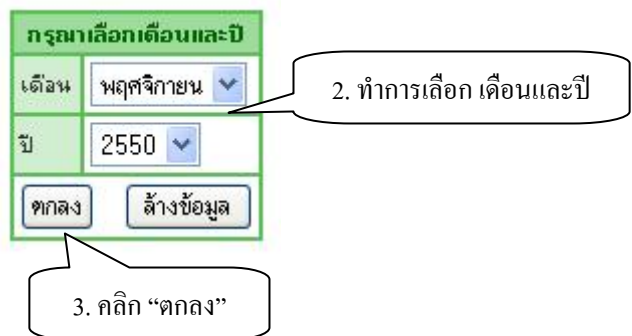 กรุณาเลือกเดือนและปี
เดือน พฤศจิกายน
2. ทำการเลือก เดือนและปี
ปี 2550
ตกลง ล้างข้อมูล
3. คลิก “ตกลง”